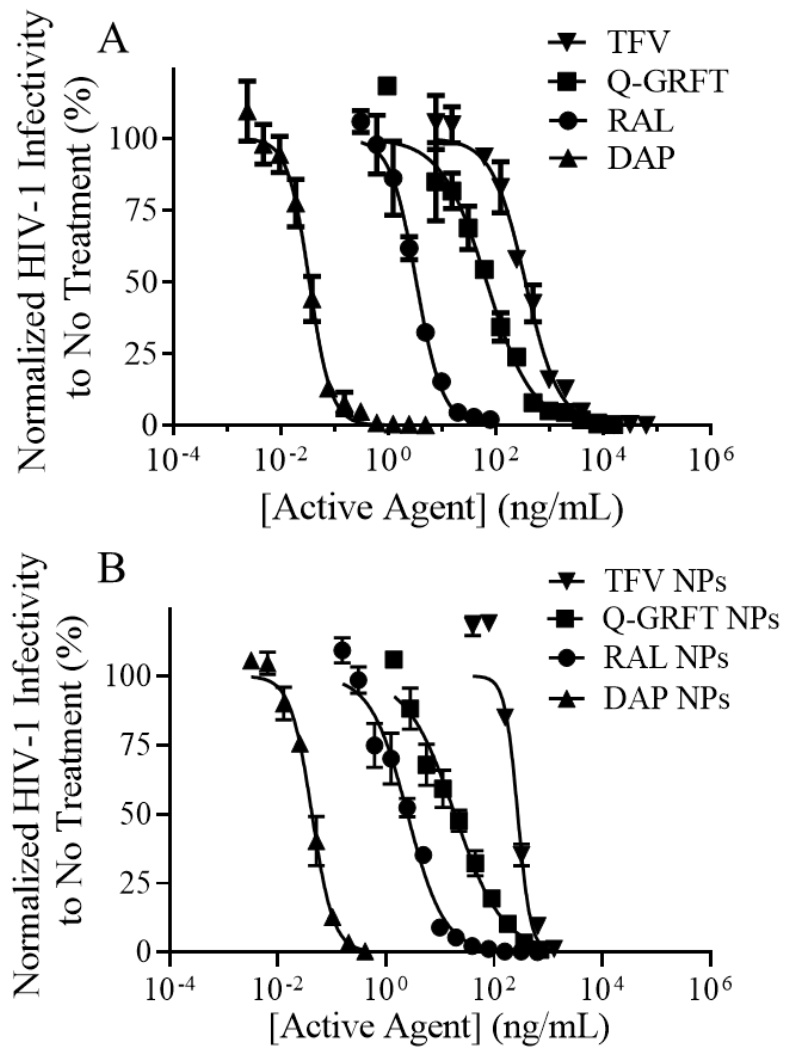 A
TFV
Q-GRFT
RAL
DAP
Normalized HIV-1 Infectivity
to No Treatment (%)
100
75
50
25
0
10-4 10-2 100 102 104 106
[Active Agent] (ng/mL)
B
TFV NPs
Q-GRFT NPs
RAL NPs
DAP NPs
Normalized HIV-1 Infectivity
to No Treatment (%)
100
75
50
25
0
10-4 10-2 100 102 104 106
[Active Agent] (ng/mL)